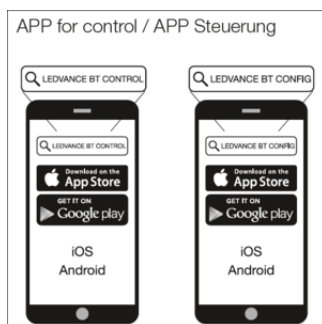 APP for control / APP Steuerung
LEDVANCE BT CONTROL
LEDVANCE BT CONTROL
Download on the
App Store
GET IT ON
Google play
iOS
Android
LEDVANCE BT CONFIG
LEDVANCE BT CONFIG
Download on the
App Store
GET IT ON
Google play
iOS
Android